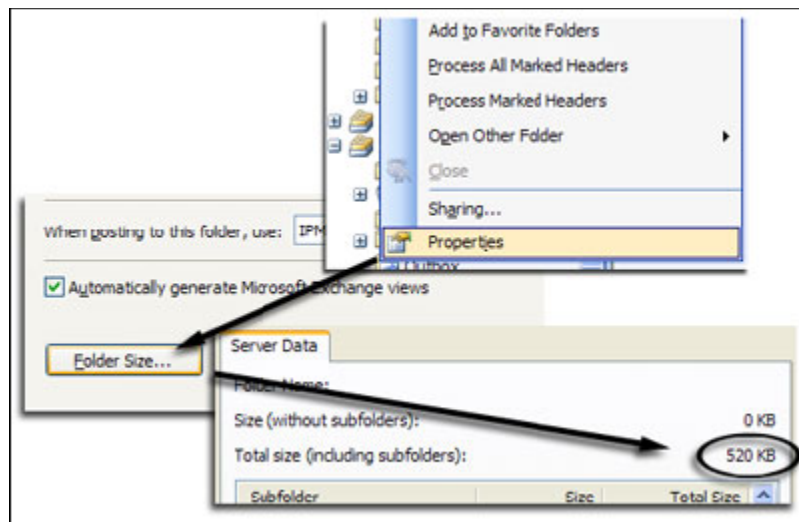 Add to Favorite Folders
Process All Marked Headers
Process Marked Headers
Open Other Folder
Close
Sharing...
Properties
Outbox
When posting to this folder, use: IPM
Automatically generate Microsoft Exchange views
Folder Size...
Server Data
Folder Name:
Size (without subfolders): 0 KB
Total size (including subfolders): 520 KB
Subfolder Size Total Size